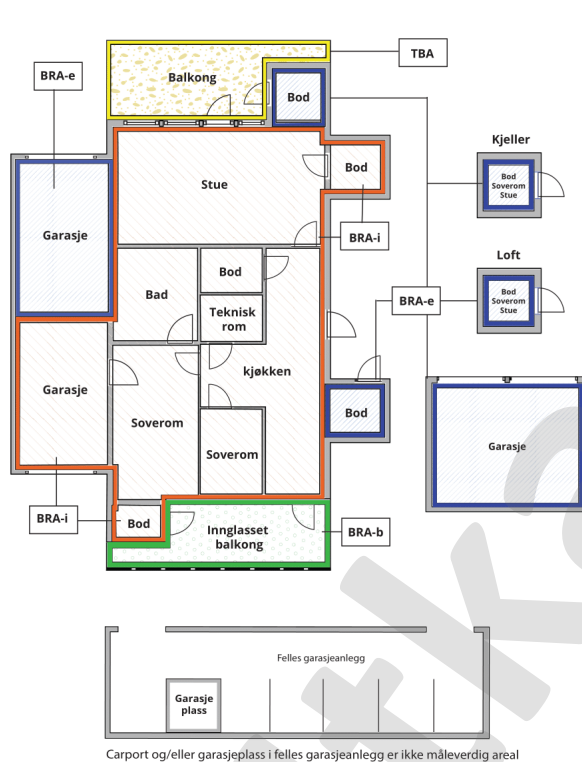 TBA
BRA-e
Balkong
Bod
Kjeller
Stue
Bod
Bod
Soverom
Stue
Garasje
BRA-i
Loft
Bod
Bad
BRA-e
Bod
Soverom
Stue
Teknisk
rom
Garasje
kjøkken
Soverom
Bod
Garasje
Soverom
BRA-i
Bod
Innglasset
balkong
BRA-b
Felles garasjeanlegg
Garasje
plass
Carport og/eller garasjeplass i felles garasjeanlegg er ikke måleverdig areal